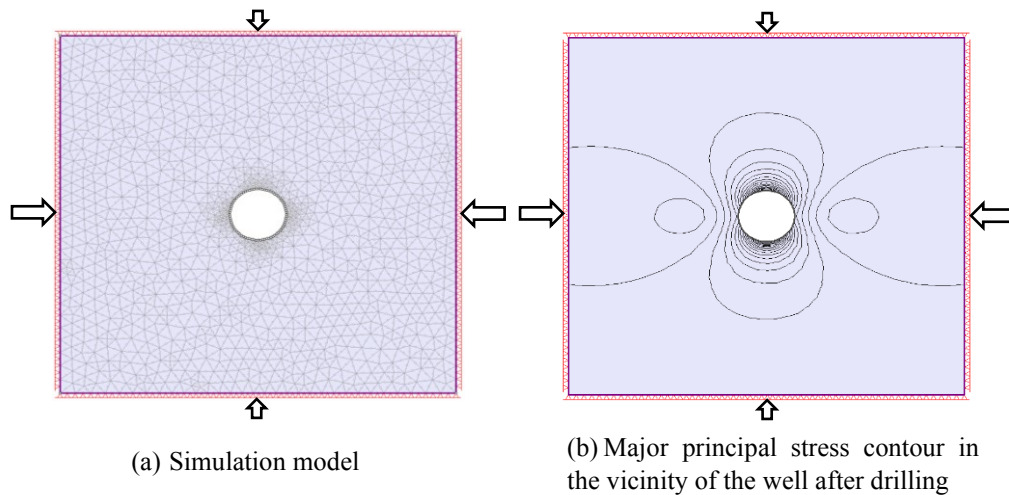 (a) Simulation model
(b) Major principal stress contour in
the vicinity of the well after drilling